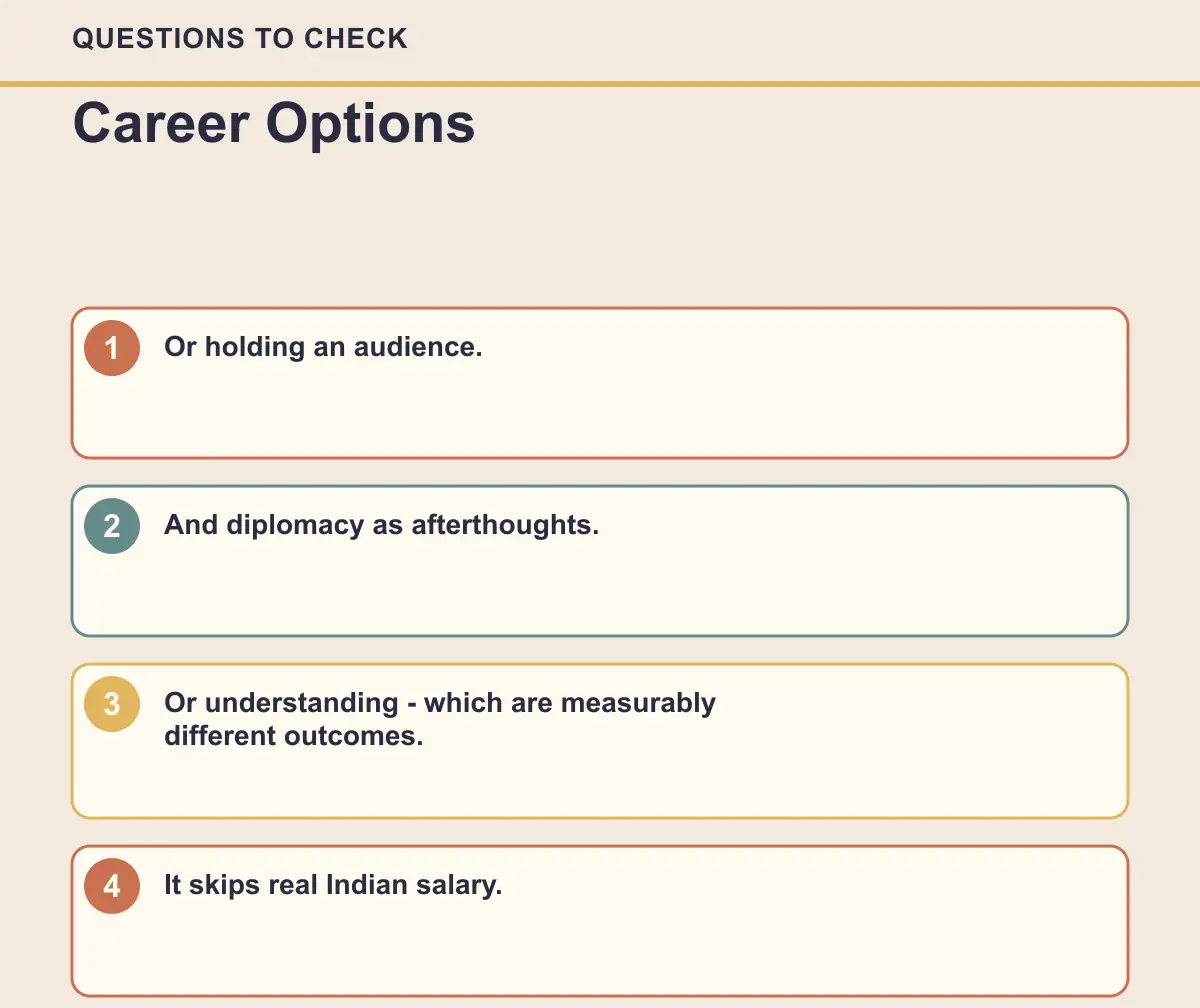 QUESTIONS TO CHECK
Career Options
1
Or holding an audience.
2
And diplomacy as afterthoughts.
3
Or understanding - which are measurably
different outcomes.
4
It skips real Indian salary.